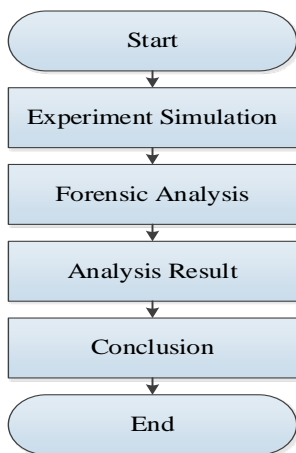 Start
Experiment Simulation
Forensic Analysis
Analysis Result
Conclusion
End